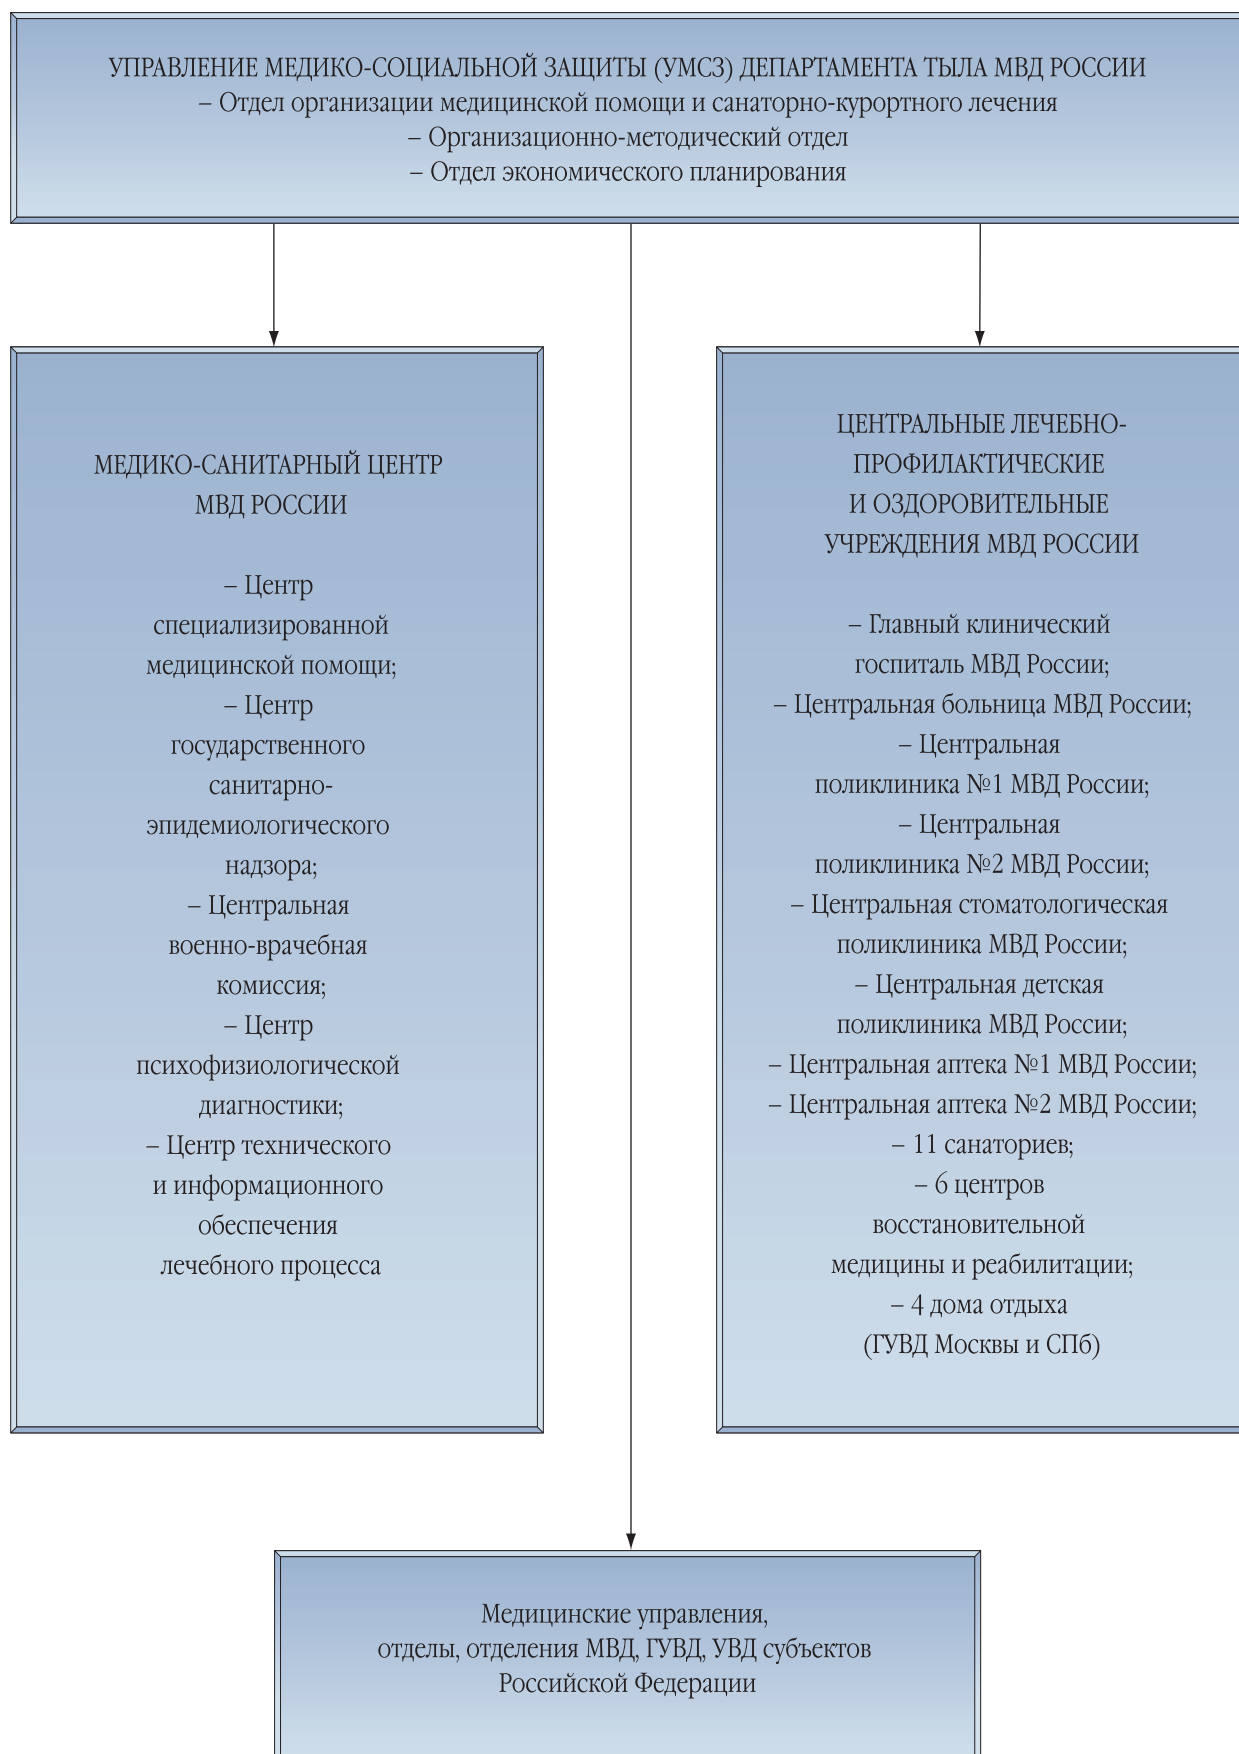 УПРАВЛЕНИЕ МЕДИКО-СОЦИАЛЬНОЙ ЗАЩИТЫ (УМСЗ) ДЕПАРТАМЕНТА ТЫЛА МВД РОССИИ
– Отдел организации медицинской помощи и санаторно-курортного лечения
– Организационно-методический отдел
– Отдел экономического планирования
МЕДИКО-САНИТАРНЫЙ ЦЕНТР
МВД РОССИИ
– Центр
специализированной
медицинской помощи;
– Центр
государственного
санитарно-
эпидемиологического
надзора;
– Центральная
военно-врачебная
комиссия;
– Центр
психофизиологической
диагностики;
– Центр технического
и информационного
обеспечения
лечебного процесса
ЦЕНТРАЛЬНЫЕ ЛЕЧЕБНО-
ПРОФИЛАКТИЧЕСКИЕ
И ОЗДОРОВИТЕЛЬНЫЕ
УЧРЕЖДЕНИЯ МВД РОССИИ
– Главный клинический
госпиталь МВД России;
– Центральная больница МВД России;
– Центральная
поликлиника №1 МВД России;
– Центральная
поликлиника №2 МВД России;
– Центральная стоматологическая
поликлиника МВД России;
– Центральная детская
поликлиника МВД России;
– Центральная аптека №1 МВД России;
– Центральная аптека №2 МВД России;
– 11 санаториев;
– 6 центров
восстановительной
медицины и реабилитации;
– 4 дома отдыха
(ГУВД Москвы и СПб)
Медицинские управления,
отделы, отделения МВД, ГУВД, УВД субъектов
Российской Федерации